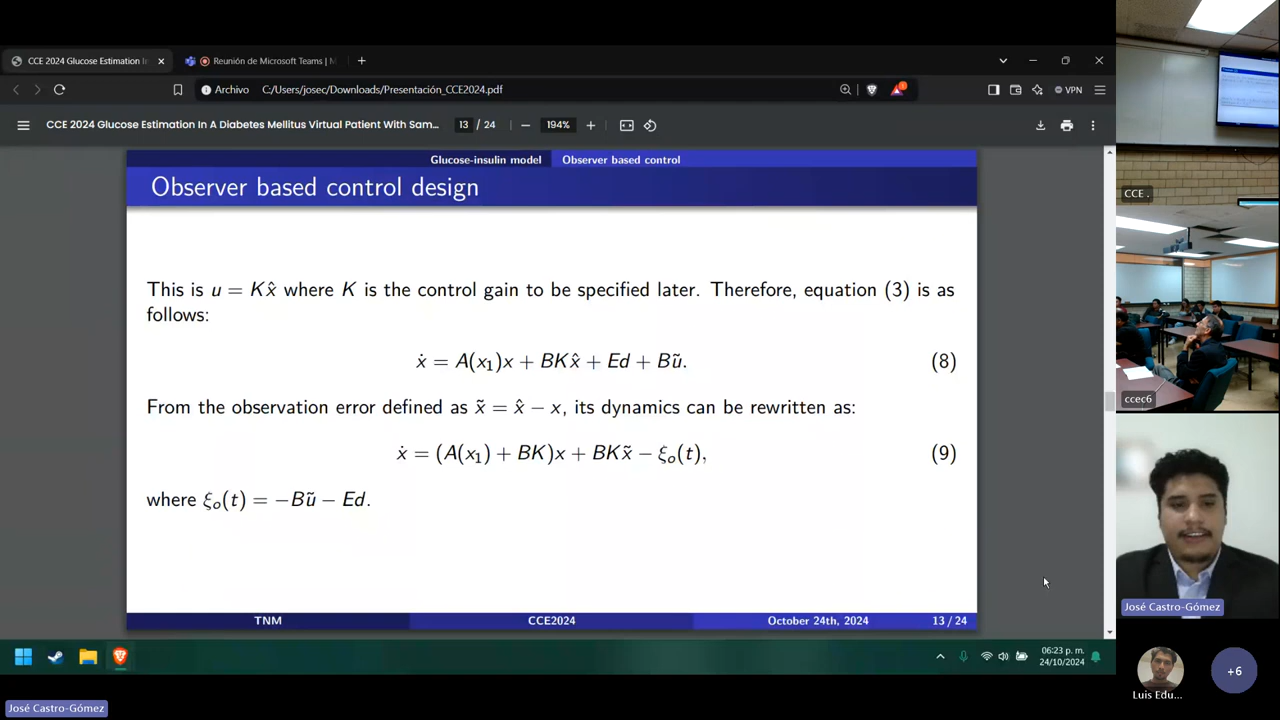 CCE 2024 Glucose Estimation In
Reunión de Microsoft Teams | M
Archivo
C:/Users/josec/Downloads/Presentación_CCE2024.pdf
VPN
CCE 2024 Glucose Estimation In A Diabetes Mellitus Virtual Patient With Sam...
13 / 24
194%
Glucose-insulin model Observer based control
Observer based control design
This is u = Kx̂ where K is the control gain to be specified later. Therefore, equation (3) is as
follows:
ẋ = A(x₁)x + BKx̂ + Ed + Bũ. (8)
From the observation error defined as x̃ = x̂ − x, its dynamics can be rewritten as:
ẋ = (A(x₁) + BK)x + BKx̃ − ξₒ(t), (9)
where ξₒ(t) = −Bũ − Ed.
TNM CCE2024 October 24th, 2024 13 / 24
06:23 p. m.
24/10/2024
José Castro-Gómez
CCE .
ccec6
José Castro-Gómez
Luis Edu...
+6